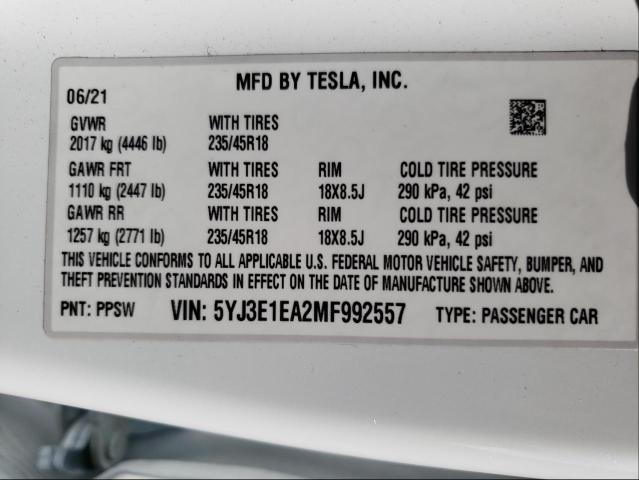 MFD BY TESLA, INC.
06/21
GVWR WITH TIRES
2017 kg (4446 lb) 235/45R18
GAWR FRT WITH TIRES RIM COLD TIRE PRESSURE
1110 kg (2447 lb) 235/45R18 18X8.5J 290 kPa, 42 psi
GAWR RR WITH TIRES RIM COLD TIRE PRESSURE
1257 kg (2771 lb) 235/45R18 18X8.5J 290 kPa, 42 psi
THIS VEHICLE CONFORMS TO ALL APPLICABLE U.S. FEDERAL MOTOR VEHICLE SAFETY, BUMPER, AND
THEFT PREVENTION STANDARDS IN EFFECT ON THE DATE OF MANUFACTURE SHOWN ABOVE.
PNT: PPSW VIN: 5YJ3E1EA2MF992557 TYPE: PASSENGER CAR